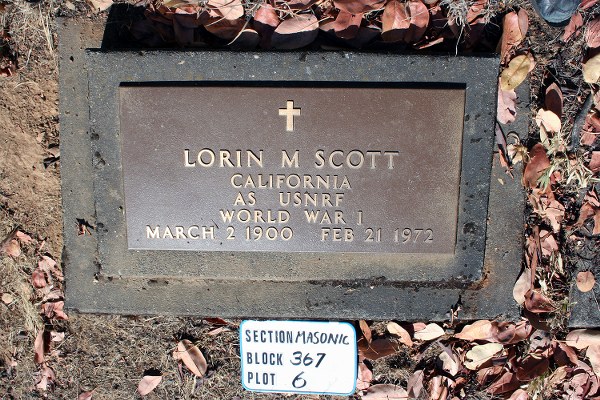 LORIN M SCOTT
CALIFORNIA
AS USNRF
WORLD WAR I
MARCH 2 1900 FEB 21 1972
SECTION MASONIC
BLOCK 367
PLOT 6